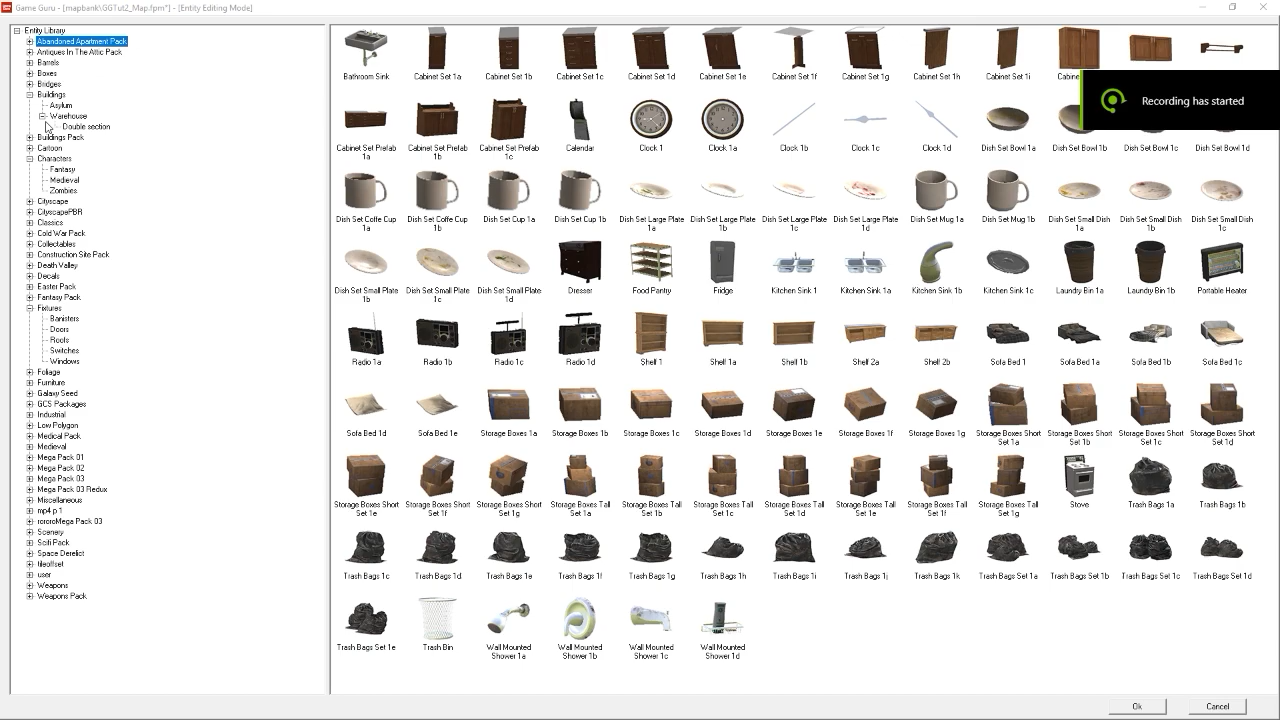 Game Guru - [mapbank\GGTut2_Map.fpm*] - [Entity Editing Mode]
Entity Library
Abandoned Apartment Pack
Antiques In The Attic Pack
Barrels
Boxes
Bridges
Buildings
Asylum
Warehouse
Double section
Buildings Pack
Cartoon
Characters
Fantasy
Medieval
Zombies
Cityscape
CityscapePBR
Classics
Cold War Pack
Collectables
Construction Site Pack
Death Valley
Decals
Easter Pack
Fantasy Pack
Fixtures
Banisters
Doors
Roofs
Switches
Windows
Foliage
Furniture
Galaxy Seed
GCS Packages
Industrial
Low Polygon
Medical Pack
Medieval
Mega Pack 01
Mega Pack 02
Mega Pack 03
Mega Pack 03 Redux
Miscellaneous
mp4 p 1
rororoMega Pack 03
Scenery
Scifi Pack
Space Derelict
tileoffset
user
Weapons
Weapons Pack
Bathroom Sink
Cabinet Set 1a
Cabinet Set 1b
Cabinet Set 1c
Cabinet Set 1d
Cabinet Set 1e
Cabinet Set 1f
Cabinet Set 1g
Cabinet Set 1h
Cabinet Set 1i
Recording has started
Cabinet Set Prefab 1a
Cabinet Set Prefab 1b
Cabinet Set Prefab 1c
Calendar
Clock 1
Clock 1a
Clock 1b
Clock 1c
Clock 1d
Dish Set Bowl 1a
Dish Set Bowl 1b
Dish Set Bowl 1c
Dish Set Bowl 1d
Dish Set Coffe Cup 1a
Dish Set Coffe Cup 1b
Dish Set Cup 1a
Dish Set Cup 1b
Dish Set Large Plate 1a
Dish Set Large Plate 1b
Dish Set Large Plate 1c
Dish Set Large Plate 1d
Dish Set Mug 1a
Dish Set Mug 1b
Dish Set Small Dish 1a
Dish Set Small Dish 1b
Dish Set Small Dish 1c
Dish Set Small Plate 1b
Dish Set Small Plate 1c
Dish Set Small Plate 1d
Dresser
Food Pantry
Fridge
Kitchen Sink 1
Kitchen Sink 1a
Kitchen Sink 1b
Kitchen Sink 1c
Laundry Bin 1a
Laundry Bin 1b
Portable Heater
Radio 1a
Radio 1b
Radio 1c
Radio 1d
Shelf 1
Shelf 1a
Shelf 1b
Shelf 2a
Shelf 2b
Sofa Bed 1
Sofa Bed 1a
Sofa Bed 1b
Sofa Bed 1c
Sofa Bed 1d
Sofa Bed 1e
Storage Boxes 1a
Storage Boxes 1b
Storage Boxes 1c
Storage Boxes 1d
Storage Boxes 1e
Storage Boxes 1f
Storage Boxes 1g
Storage Boxes Short Set 1a
Storage Boxes Short Set 1b
Storage Boxes Short Set 1c
Storage Boxes Short Set 1d
Storage Boxes Short Set 1e
Storage Boxes Short Set 1f
Storage Boxes Short Set 1g
Storage Boxes Tall Set 1a
Storage Boxes Tall Set 1b
Storage Boxes Tall Set 1c
Storage Boxes Tall Set 1d
Storage Boxes Tall Set 1e
Storage Boxes Tall Set 1f
Storage Boxes Tall Set 1g
Stove
Trash Bags 1a
Trash Bags 1b
Trash Bags 1c
Trash Bags 1d
Trash Bags 1e
Trash Bags 1f
Trash Bags 1g
Trash Bags 1h
Trash Bags 1i
Trash Bags 1j
Trash Bags 1k
Trash Bags Set 1a
Trash Bags Set 1b
Trash Bags Set 1c
Trash Bags Set 1d
Trash Bags Set 1e
Trash Bin
Wall Mounted Shower 1a
Wall Mounted Shower 1b
Wall Mounted Shower 1c
Wall Mounted Shower 1d
Ok
Cancel